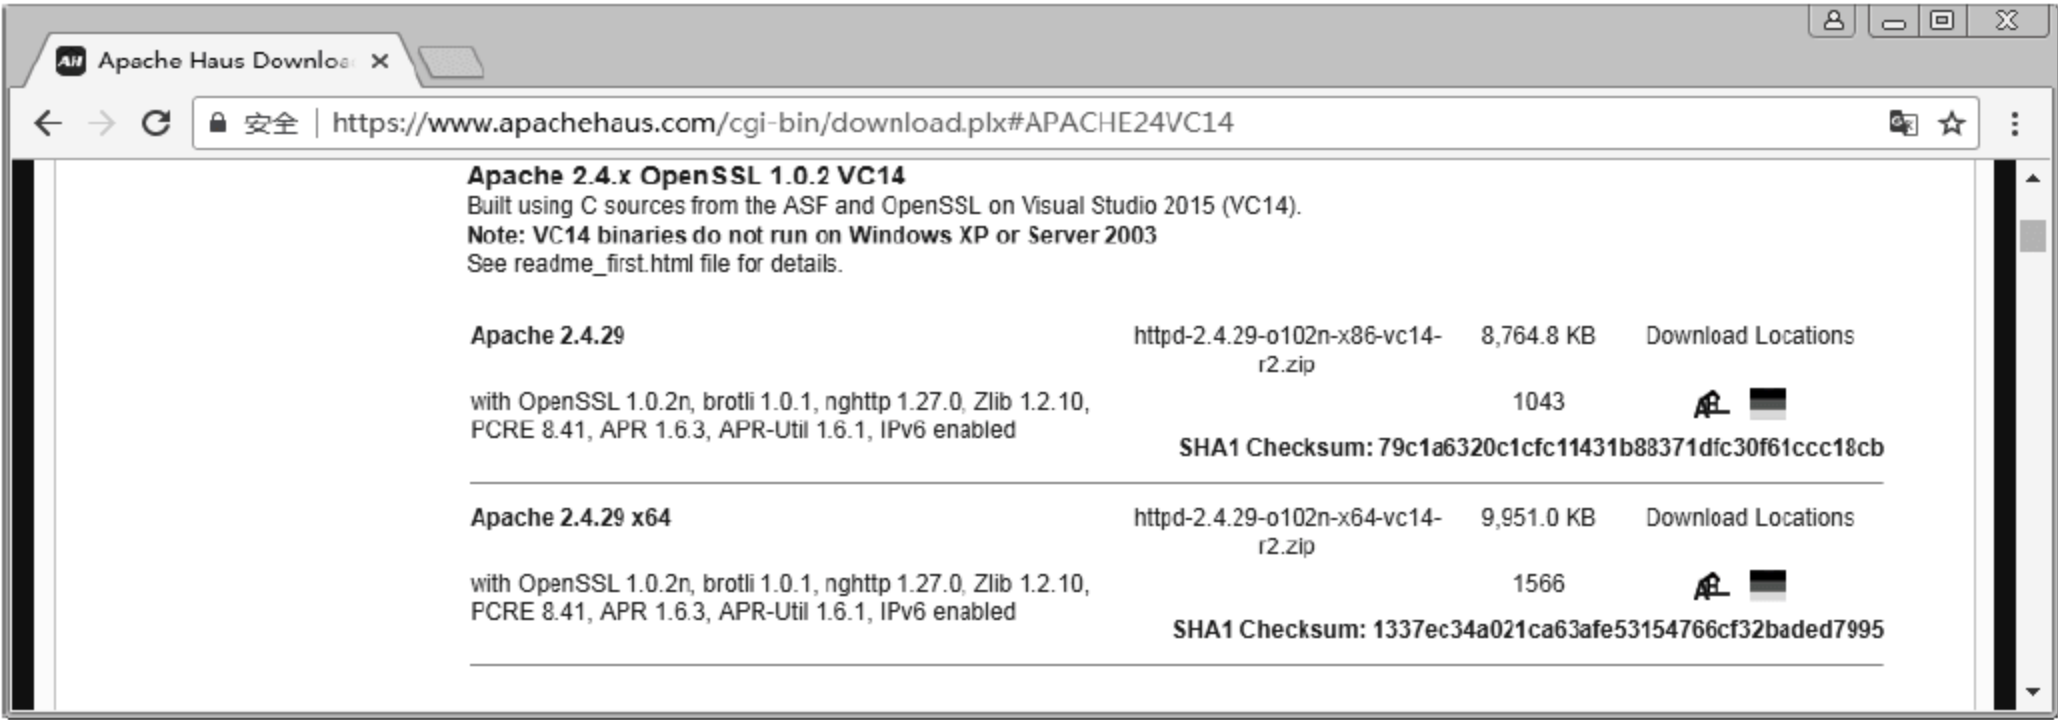 Apache Haus Downloa
安全 | https://www.apachehaus.com/cgi-bin/download.plx#APACHE24VC14
Apache 2.4.x OpenSSL 1.0.2 VC14
Built using C sources from the ASF and OpenSSL on Visual Studio 2015 (VC14).
Note: VC14 binaries do not run on Windows XP or Server 2003
See readme_first.html file for details.
Apache 2.4.29 httpd-2.4.29-o102n-x86-vc14- 8,764.8 KB Download Locations
r2.zip
with OpenSSL 1.0.2n, brotli 1.0.1, nghttp 1.27.0, Zlib 1.2.10, 1043
PCRE 8.41, APR 1.6.3, APR-Util 1.6.1, IPv6 enabled
SHA1 Checksum: 79c1a6320c1cfc11431b88371dfc30f61ccc18cb
Apache 2.4.29 x64 httpd-2.4.29-o102n-x64-vc14- 9,951.0 KB Download Locations
r2.zip
with OpenSSL 1.0.2n, brotli 1.0.1, nghttp 1.27.0, Zlib 1.2.10, 1566
PCRE 8.41, APR 1.6.3, APR-Util 1.6.1, IPv6 enabled
SHA1 Checksum: 1337ec34a021ca63afe53154766cf32baded7995